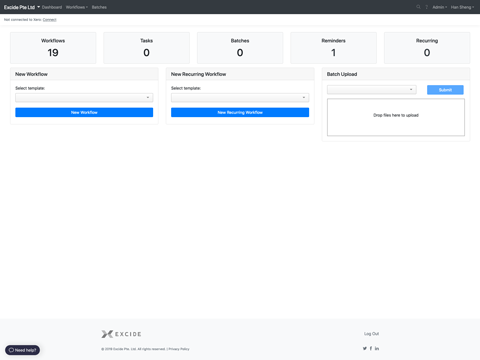 Excide Pte Ltd Dashboard Workflows Batches Admin Han Sheng
Not connected to Xero. Connect
Workflows Tasks Batches Reminders Recurring
19 0 0 1 0
New Workflow New Recurring Workflow Batch Upload
Select template: Select template:
Submit
New Workflow New Recurring Workflow
Drop files here to upload
EXCIDE
Log Out
© 2019 Excide Pte. Ltd. All rights reserved. | Privacy Policy
Need help?